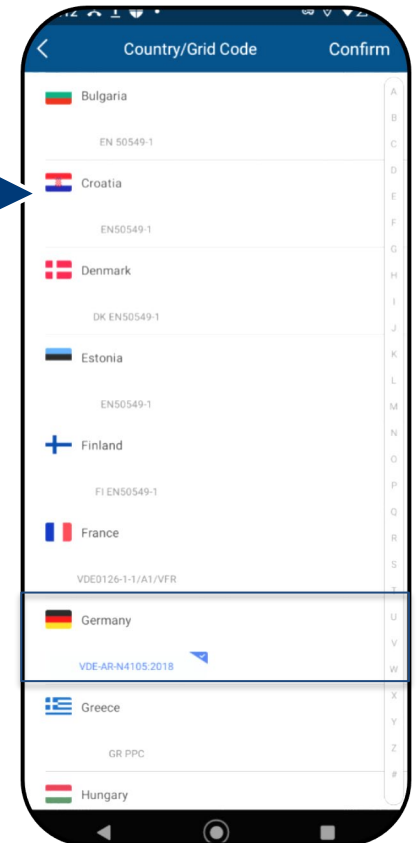 Country/Grid Code
Confirm
Bulgaria
EN 50549-1
Croatia
EN50549-1
Denmark
DK EN50549-1
Estonia
EN50549-1
Finland
FI EN50549-1
France
VDE0126-1-1/A1/VFR
Germany
VDE-AR-N4105:2018
Greece
GR PPC
Hungary
A
B
C
D
E
F
G
H
I
J
K
L
M
N
O
P
Q
R
S
T
U
V
W
X
Y
Z
#